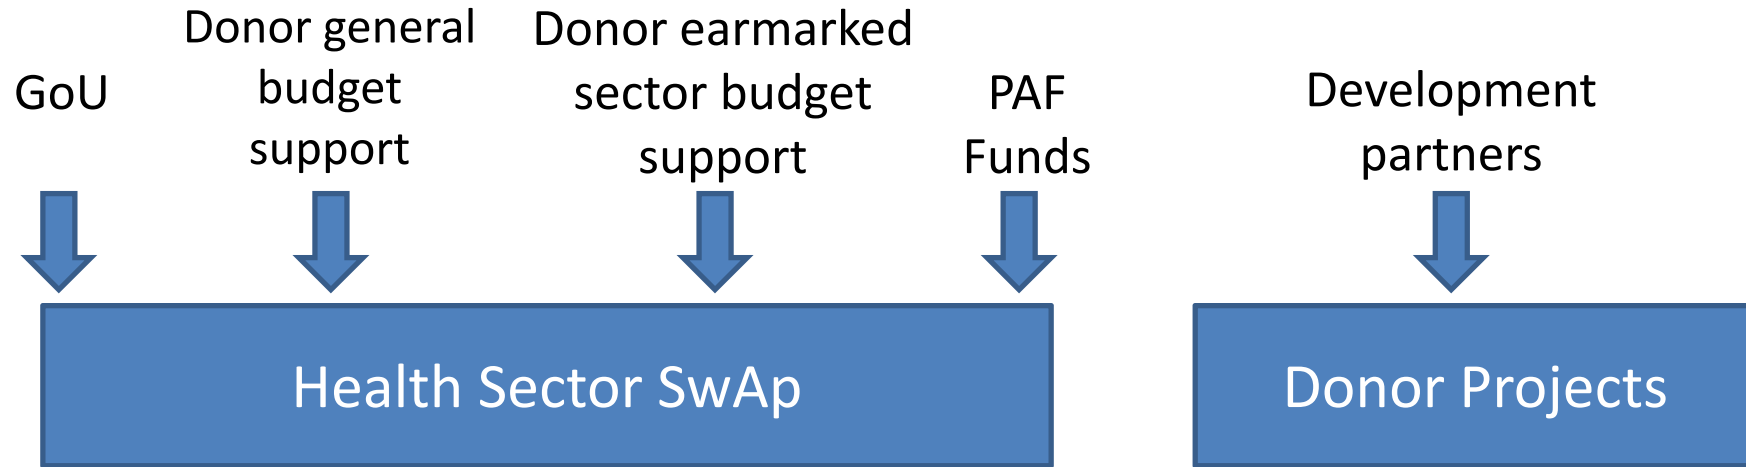 GoU
Donor general
budget
support
Donor earmarked
sector budget
support
PAF
Funds
Development
partners
Health Sector SwAp
Donor Projects